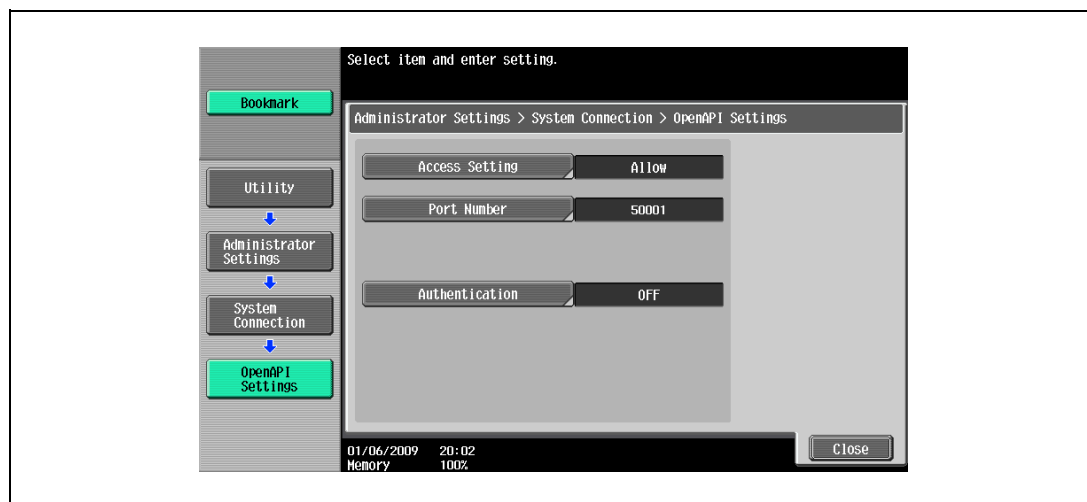 Select item and enter setting.
Bookmark
Administrator Settings > System Connection > OpenAPI Settings
Utility
Administrator
Settings
System
Connection
OpenAPI
Settings
Access Setting
Allow
Port Number
50001
Authentication
OFF
01/06/2009 20:02
Memory 100%
Close